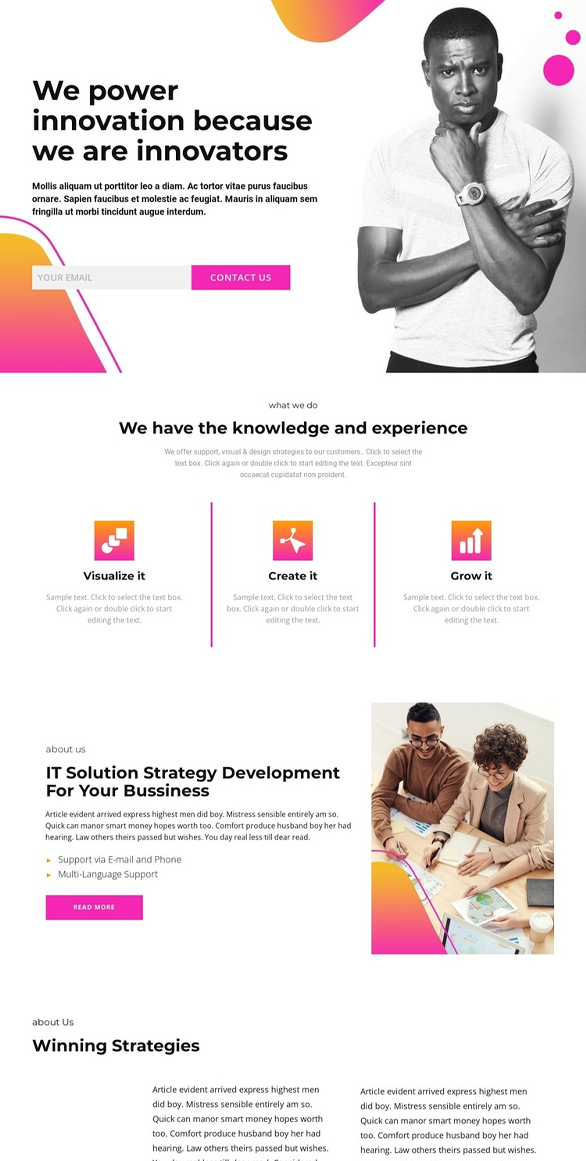 We power
innovation because
we are innovators
Mollis aliquam ut porttitor leo a diam. Ac tortor vitae purus faucibus
ornare. Sapien faucibus et molestie ac feugiat. Mauris in aliquam sem
fringilla ut morbi tincidunt augue interdum.
YOUR EMAIL
CONTACT US
what we do
We have the knowledge and experience
We offer support, visual & design strategies to our customers.. Click to select the
text box. Click again or double click to start editing the text. Excepteur sint
occaecat cupidatat non proident.
Visualize it
Sample text. Click to select the text box.
Click again or double click to start
editing the text.
Create it
Sample text. Click to select the text
box. Click again or double click to start
editing the text.
Grow it
Sample text. Click to select the text box.
Click again or double click to start
editing the text.
about us
IT Solution Strategy Development
For Your Bussiness
Article evident arrived express highest men did boy. Mistress sensible entirely am so.
Quick can manor smart money hopes worth too. Comfort produce husband boy her had
hearing. Law others theirs passed but wishes. You day real less till dear read.
Support via E-mail and Phone
Multi-Language Support
READ MORE
about Us
Winning Strategies
Article evident arrived express highest men
did boy. Mistress sensible entirely am so.
Quick can manor smart money hopes worth
too. Comfort produce husband boy her had
hearing. Law others theirs passed but wishes.
Article evident arrived express highest men
did boy. Mistress sensible entirely am so.
Quick can manor smart money hopes worth
too. Comfort produce husband boy her had
hearing. Law others theirs passed but wishes.